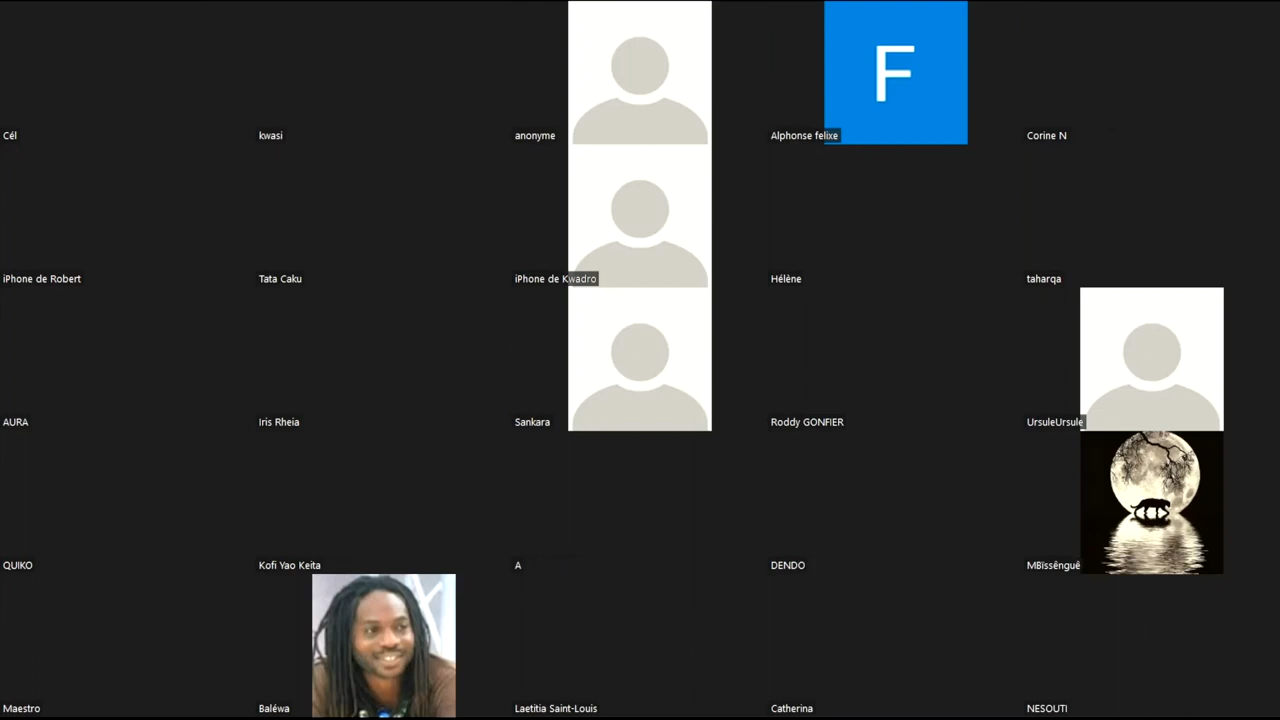 F
Cél
kwasi
anonyme
Alphonse felixe
Corine N
iPhone de Robert
Tata Caku
iPhone de Kwadro
Hélène
taharqa
AURA
Iris Rheia
Sankara
Roddy GONFIER
UrsuleUrsule
QUIKO
Kofi Yao Keita
A
DENDO
MBïssênguê
Maestro
Baléwa
Laetitia Saint-Louis
Catherina
NESOUTI